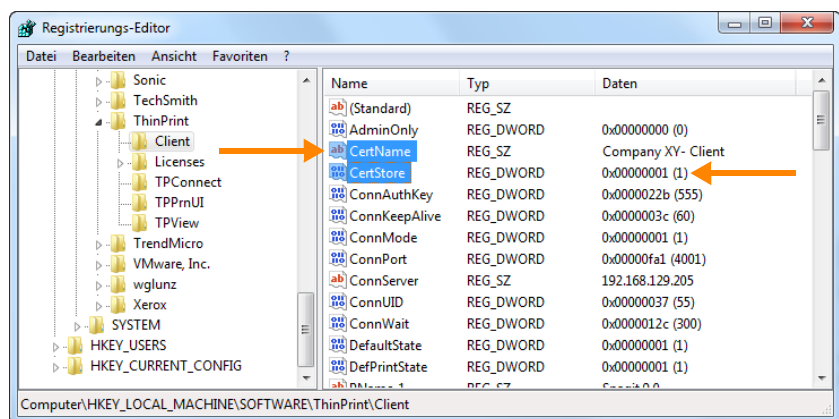 Registrierungs-Editor
Datei Bearbeiten Ansicht Favoriten ?
Sonic
TechSmith
ThinPrint
Client
Licenses
TPConnect
TPPrnUI
TPView
TrendMicro
VMware, Inc.
wglunz
Xerox
SYSTEM
HKEY_USERS
HKEY_CURRENT_CONFIG
Name Typ Daten
(Standard) REG_SZ
AdminOnly REG_DWORD 0x00000000 (0)
CertName REG_SZ Company XY- Client
CertStore REG_DWORD 0x00000001 (1)
ConnAuthKey REG_DWORD 0x0000022b (555)
ConnKeepAlive REG_DWORD 0x0000003c (60)
ConnMode REG_DWORD 0x00000001 (1)
ConnPort REG_DWORD 0x00000fa1 (4001)
ConnServer REG_SZ 192.168.129.205
ConnUID REG_DWORD 0x00000037 (55)
ConnWait REG_DWORD 0x0000012c (300)
DefaultState REG_DWORD 0x00000001 (1)
DefPrintState REG_DWORD 0x00000001 (1)
REG_SZ
Computer\HKEY_LOCAL_MACHINE\SOFTWARE\ThinPrint\Client